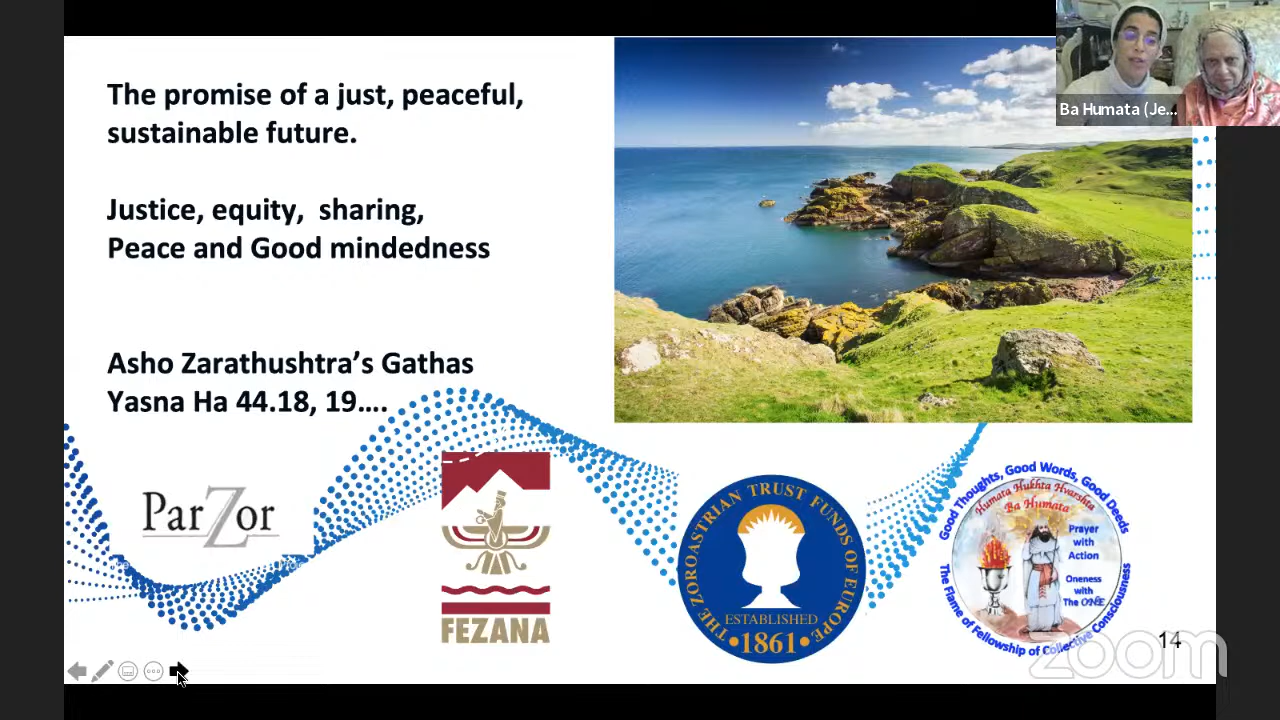 The promise of a just, peaceful,
sustainable future.
Justice, equity, sharing,
Peace and Good mindedness
Asho Zarathushtra’s Gathas
Yasna Ha 44.18, 19….
Ba Humata (Je...
ParZor
FEZANA
THE ZOROASTRIAN TRUST FUNDS OF EUROPE
ESTABLISHED
•1861•
Good Thoughts, Good Words, Good Deeds
Humata Hukhta Hvarshta
Ba Humata
Prayer
with
Action
Oneness
with
The ONE
The Flame of Fellowship of Collective Consciousness
14
zoom